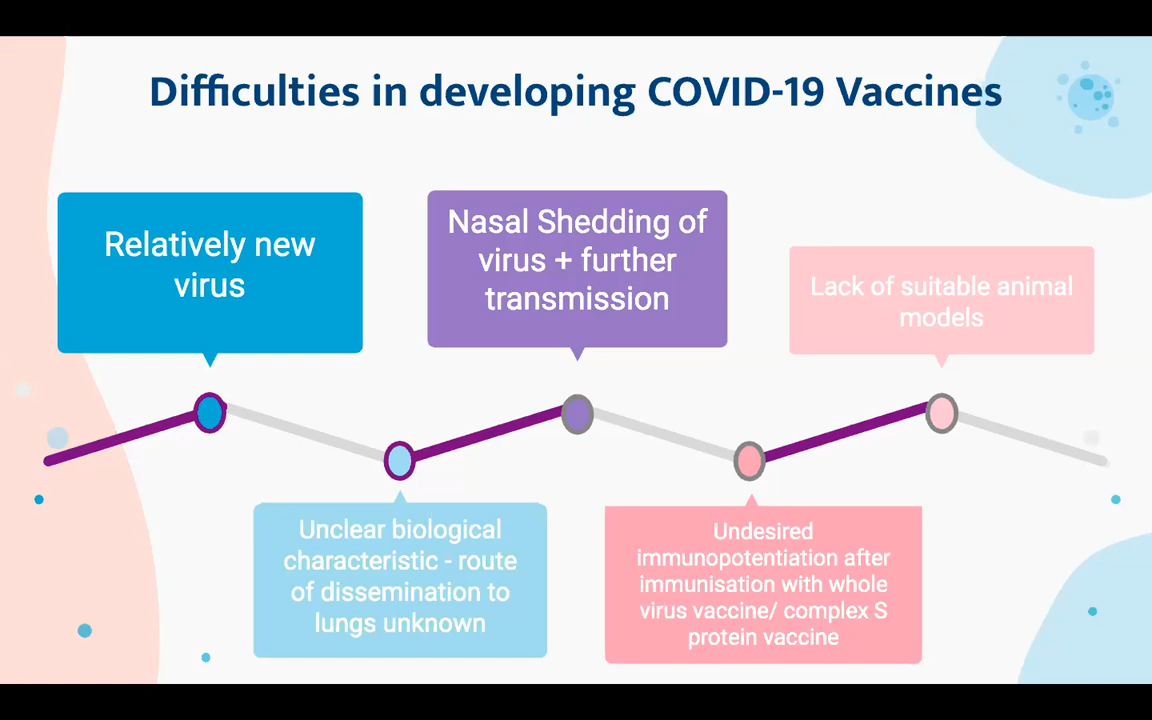 Difficulties in developing COVID-19 Vaccines
Relatively new
virus
Unclear biological
characteristic - route
of dissemination to
lungs unknown
Nasal Shedding of
virus + further
transmission
Undesired
immunopotentiation after
immunisation with whole
virus vaccine/ complex S
protein vaccine
Lack of suitable animal
models